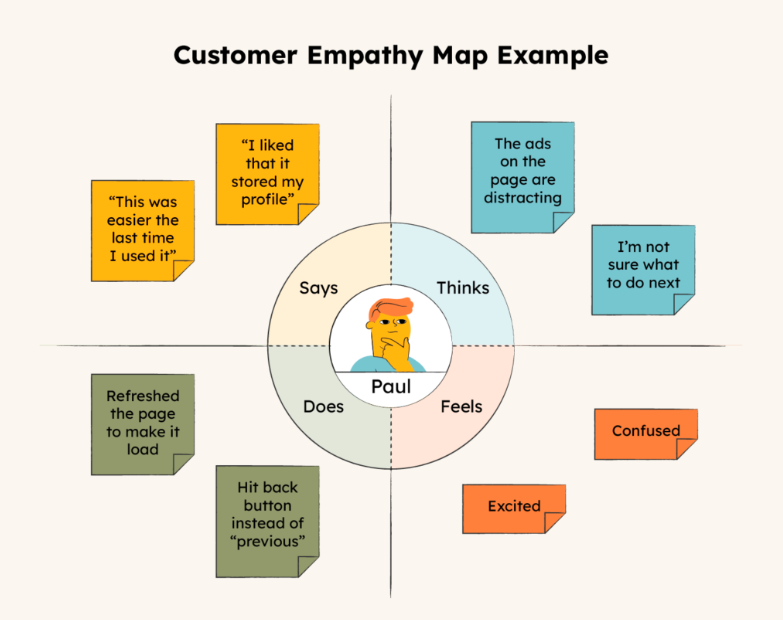 Customer Empathy Map Example
“I liked
that it
stored my
profile”
“This was
easier the
last time
I used it”
The ads
on the
page are
distracting
I’m not
sure what
to do next
Says
Thinks
Paul
Does
Feels
Refreshed
the page
to make it
load
Hit back
button
instead of
“previous”
Confused
Excited